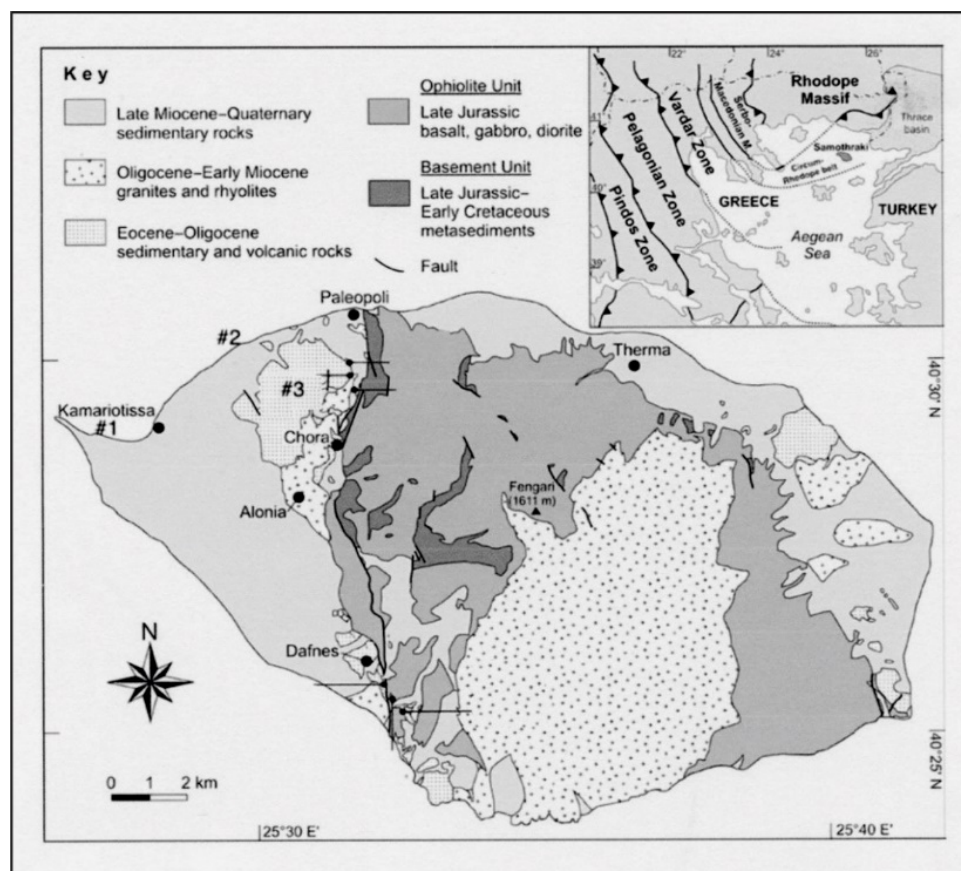 Key
Late Miocene–Quaternary
sedimentary rocks
Oligocene–Early Miocene
granites and rhyolites
Eocene–Oligocene
sedimentary and volcanic rocks
Ophiolite Unit
Late Jurassic
basalt, gabbro, diorite
Basement Unit
Late Jurassic–
Early Cretaceous
metasediments
Fault
22°
24°
26°
41°
40°
39°
Rhodope
Massif
Thrace
basin
Serbo-
Macedonian M.
Vardar Zone
Pelagonian Zone
Pindos Zone
Samothraki
Circum-
Rhodope belt
GREECE
TURKEY
Aegean
Sea
Paleopoli
#2
Therma
40°30' N
#3
Kamariotissa
#1
Chora
Fengari
(1611 m)
Alonia
N
Dafnes
40°25' N
0 1 2 km
25°30 E'
25°40 E'